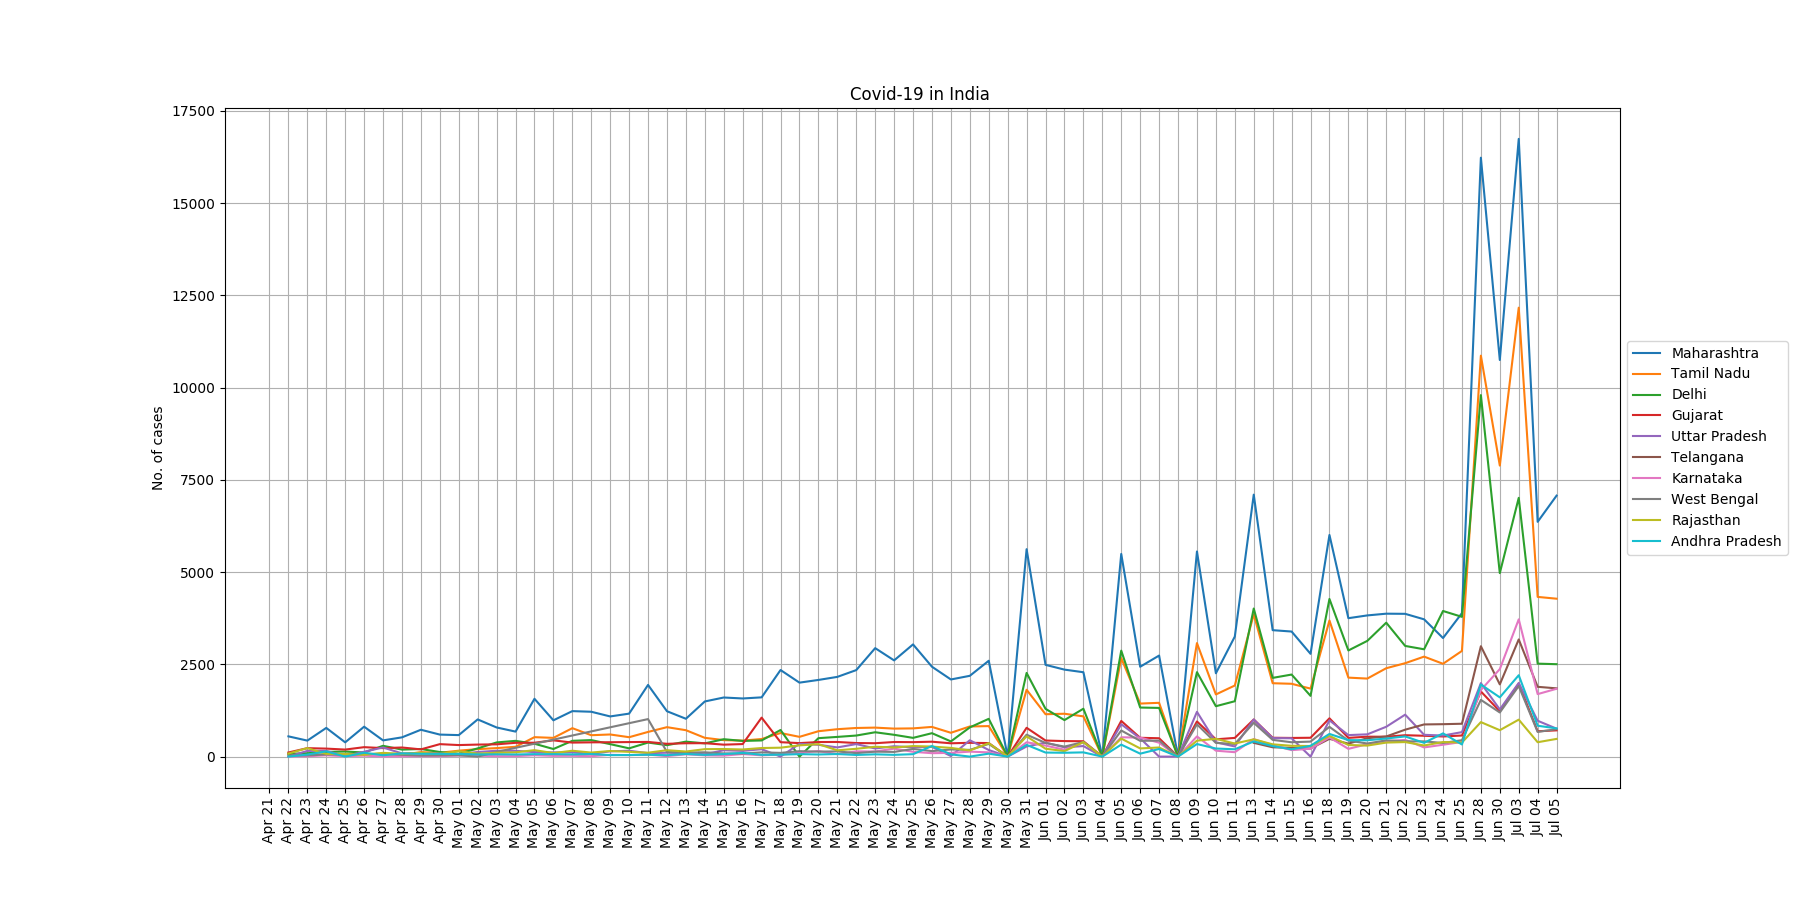 Covid-19 in India
No. of cases
17500
15000
12500
10000
7500
5000
2500
0
Apr 21
Apr 22
Apr 23
Apr 24
Apr 25
Apr 26
Apr 27
Apr 28
Apr 29
Apr 30
May 01
May 02
May 03
May 04
May 05
May 06
May 07
May 08
May 09
May 10
May 11
May 12
May 13
May 14
May 15
May 16
May 17
May 18
May 19
May 20
May 21
May 22
May 23
May 24
May 25
May 26
May 27
May 28
May 29
May 30
May 31
Jun 01
Jun 02
Jun 03
Jun 04
Jun 05
Jun 06
Jun 07
Jun 08
Jun 09
Jun 10
Jun 11
Jun 13
Jun 14
Jun 15
Jun 16
Jun 18
Jun 19
Jun 20
Jun 21
Jun 22
Jun 23
Jun 24
Jun 25
Jun 28
Jun 30
Jul 03
Jul 04
Jul 05
Maharashtra
Tamil Nadu
Delhi
Gujarat
Uttar Pradesh
Telangana
Karnataka
West Bengal
Rajasthan
Andhra Pradesh